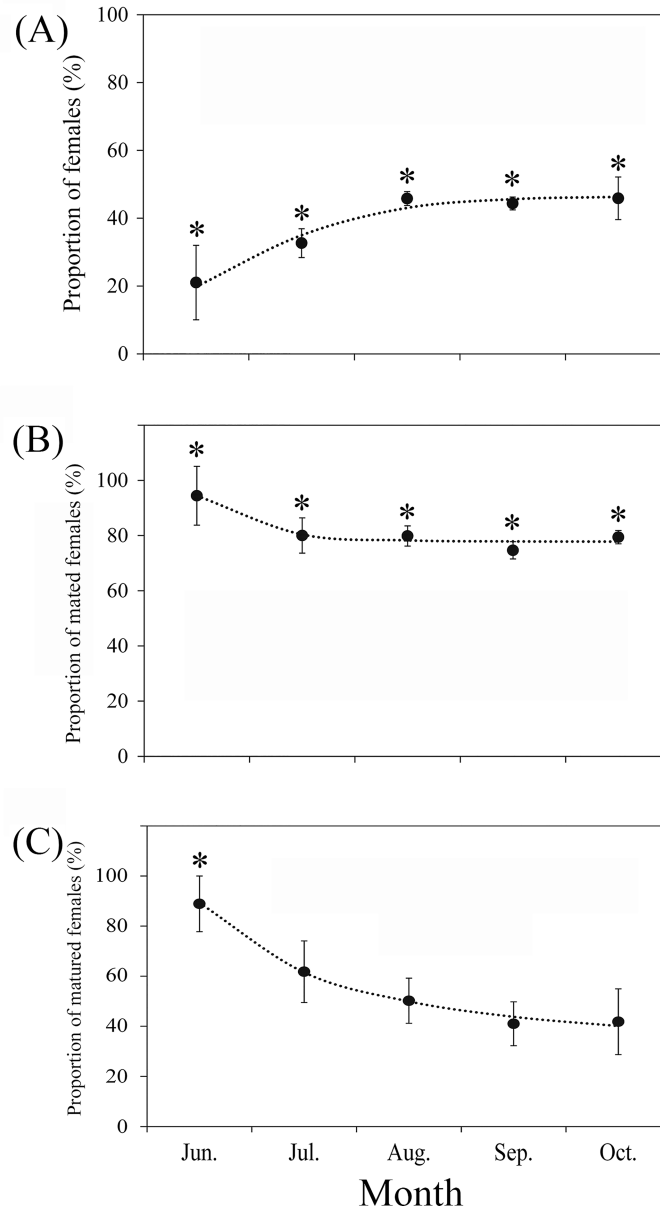 (A)
Proportion of females (%)
100
80
60
40
20
0
* * * * *
(B)
Proportion of mated females (%)
100
80
60
40
20
0
* * * * *
(C)
Proportion of matured females (%)
100
80
60
40
20
0
*
Jun. Jul. Aug. Sep. Oct.
Month